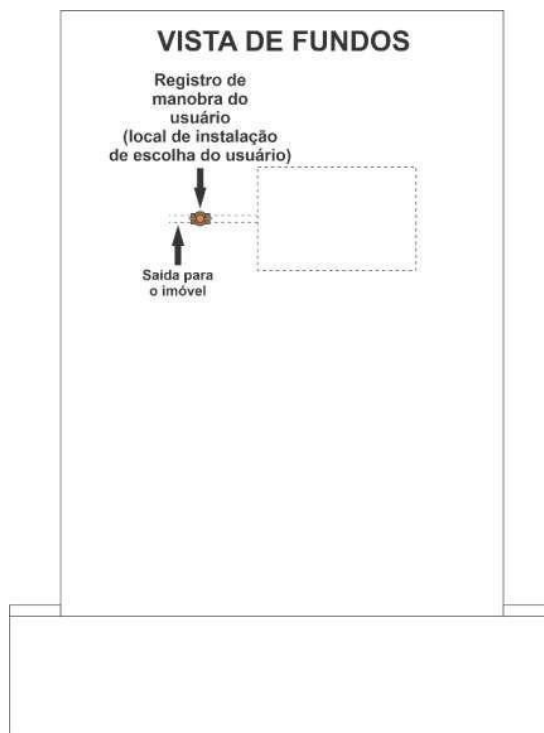 VISTA DE FUNDOS
Registro de
manobra do
usuário
(local de instalação
de escolha do usuário)
Saída para
o imóvel